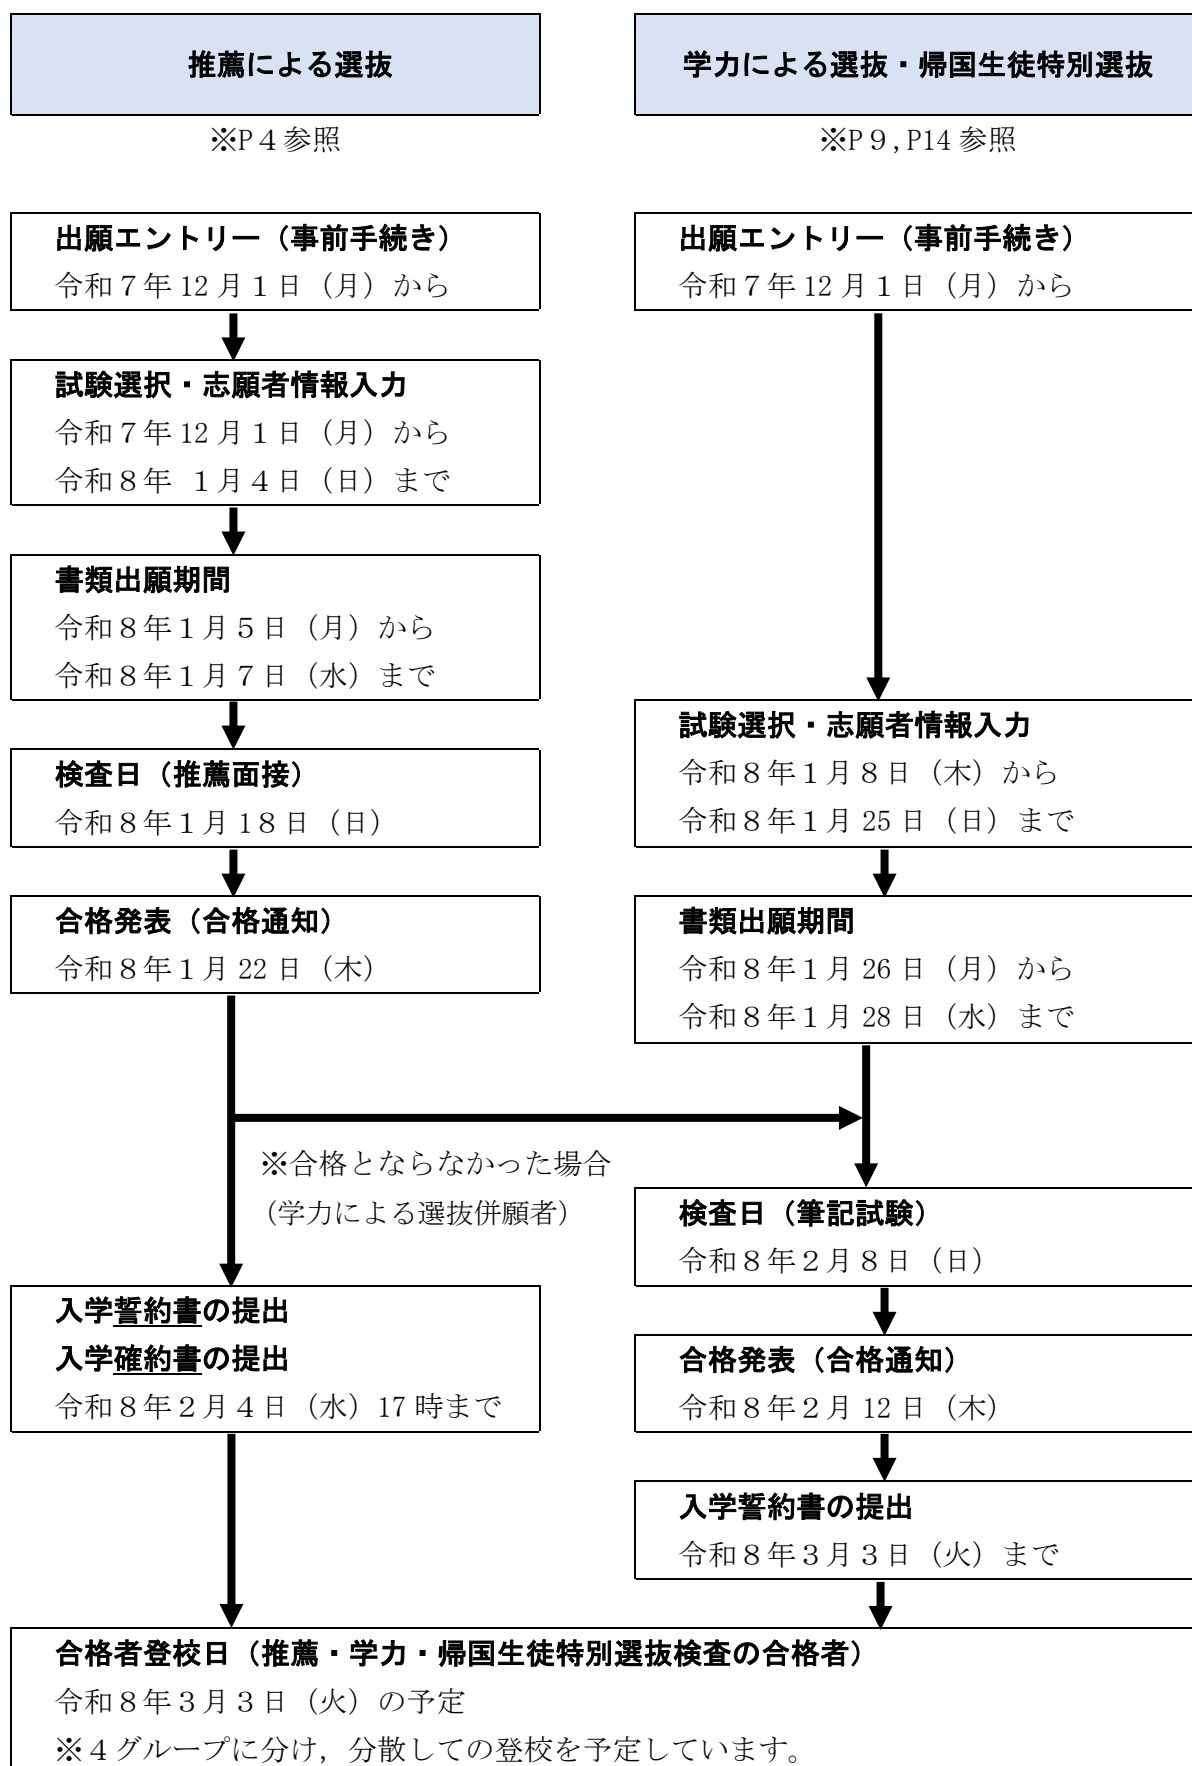 推薦による選抜
※P４参照
出願エントリー（事前手続き）
令和７年 12 月１日（月）から
試験選択・志願者情報入力
令和７年 12 月１日（月）から
令和８年 １月４日（日）まで
書類出願期間
令和８年１月５日（月）から
令和８年１月７日（水）まで
検査日（推薦面接）
令和８年１月 18日（日）
合格発表（合格通知）
令和８年１月 22 日（木）
※合格とならなかった場合
（学力による選抜併願者）
入学誓約書の提出
入学確約書の提出
令和８年２月４日（水）17 時まで
学力による選抜・帰国生徒特別選抜
※P９,P14 参照
出願エントリー（事前手続き）
令和７年 12 月１日（月）から
試験選択・志願者情報入力
令和８年１月８日（木）から
令和８年１月 25 日（日）まで
書類出願期間
令和８年１月 26 日（月）から
令和８年１月 28 日（水）まで
検査日（筆記試験）
令和８年２月８日（日）
合格発表（合格通知）
令和８年２月 12 日（木）
入学誓約書の提出
令和８年３月３日（火）まで
合格者登校日（推薦・学力・帰国生徒特別選抜検査の合格者）
令和８年３月３日（火）の予定
※４グループに分け，分散しての登校を予定しています。